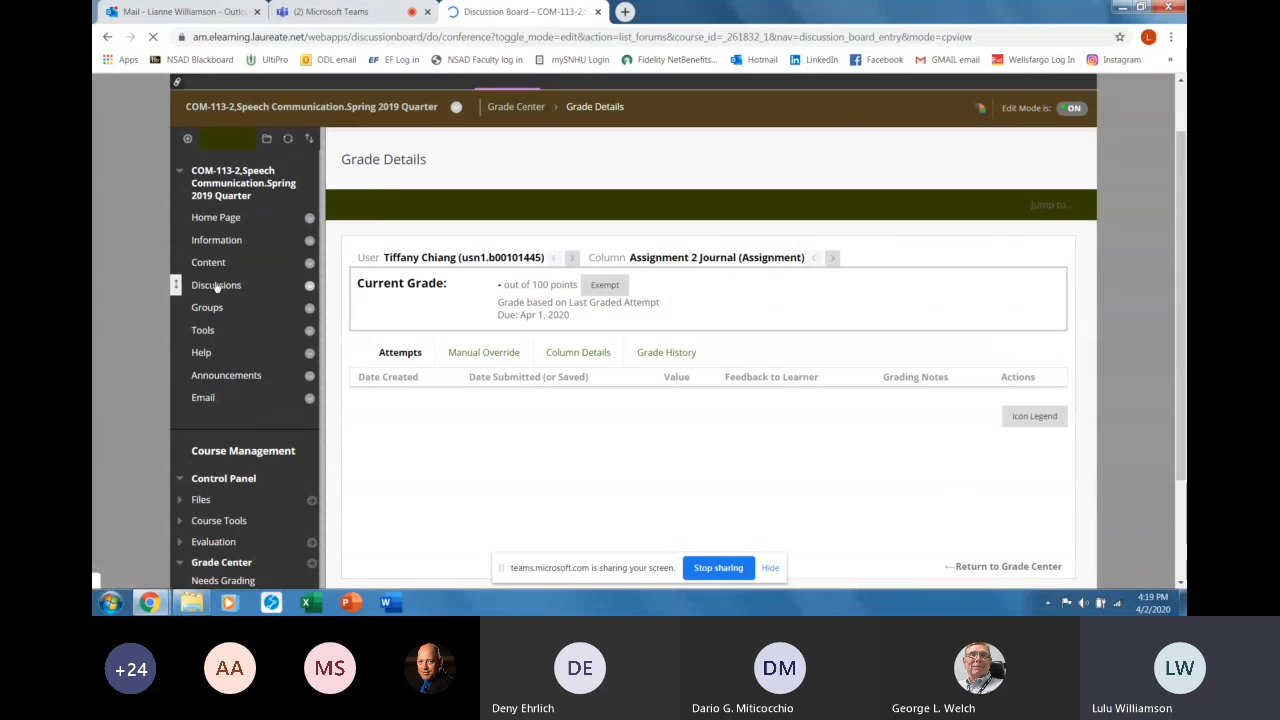 Mail - Lianne Williamson - Outlo
(2) Microsoft Teams
Discussion Board – COM-113-2,S
am.elearning.laureate.net/webapps/discussionboard/do/conference?toggle_mode=edit&action=list_forums&course_id=_261832_1&nav=discussion_board_entry&mode=cpview
L
Apps
NSAD Blackboard
UltiPro
ODL email
EF Log in
NSAD Faculty log in
mySNHU Login
Fidelity NetBenefits...
Hotmail
LinkedIn
Facebook
GMAIL email
Wellsfargo Log In
Instagram
COM-113-2,Speech Communication.Spring 2019 Quarter
Grade Center
Grade Details
Edit Mode is:
ON
COM-113-2,Speech
Communication.Spring
2019 Quarter
Home Page
Information
Content
Discussions
Groups
Tools
Help
Announcements
Email
Course Management
Control Panel
Files
Course Tools
Evaluation
Grade Center
Needs Grading
Grade Details
Jump to...
User Tiffany Chiang (usn1.b00101445)
Column Assignment 2 Journal (Assignment)
Current Grade:
- out of 100 points
Exempt
Grade based on Last Graded Attempt
Due: Apr 1, 2020
Attempts
Manual Override
Column Details
Grade History
Date Created
Date Submitted (or Saved)
Value
Feedback to Learner
Grading Notes
Actions
Icon Legend
teams.microsoft.com is sharing your screen.
Stop sharing
Hide
←Return to Grade Center
4:19 PM
4/2/2020
+24
AA
MS
DE
Deny Ehrlich
DM
Dario G. Miticocchio
George L. Welch
LW
Lulu Williamson